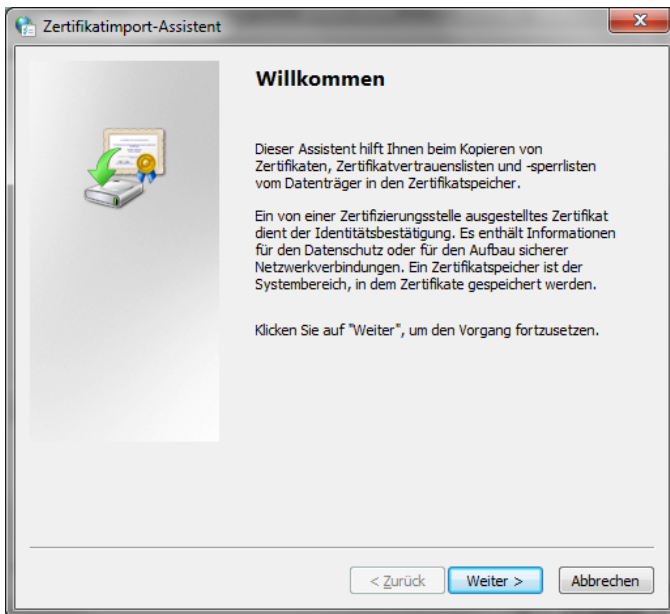 Zertifikatimport-Assistent
Willkommen
Dieser Assistent hilft Ihnen beim Kopieren von
Zertifikaten, Zertifikatvertrauenslisten und -sperrlisten
vom Datenträger in den Zertifikatspeicher.
Ein von einer Zertifizierungsstelle ausgestelltes Zertifikat
dient der Identitätsbestätigung. Es enthält Informationen
für den Datenschutz oder für den Aufbau sicherer
Netzwerkverbindungen. Ein Zertifikatspeicher ist der
Systembereich, in dem Zertifikate gespeichert werden.
Klicken Sie auf "Weiter", um den Vorgang fortzusetzen.
< Zurück Weiter > Abbrechen